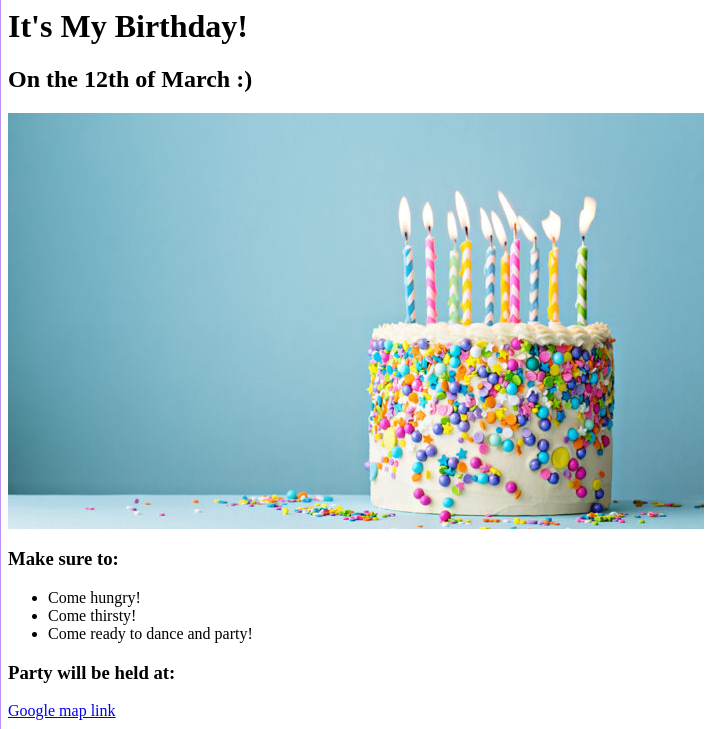 It's My Birthday!
On the 12th of March :)
Make sure to:
Come hungry!
Come thirsty!
Come ready to dance and party!
Party will be held at:
Google map link